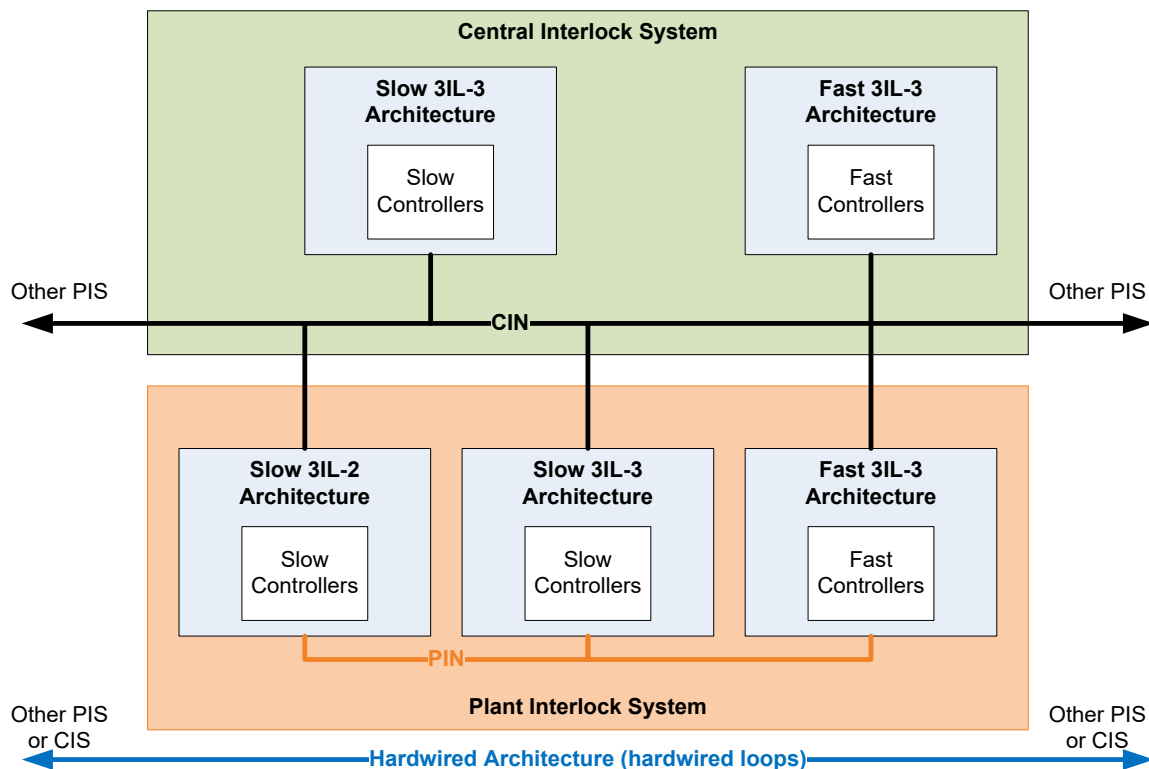 Central Interlock System
Slow 3IL-3
Architecture
Slow
Controllers
Fast 3IL-3
Architecture
Fast
Controllers
Other PIS
CIN
Other PIS
Slow 3IL-2
Architecture
Slow
Controllers
Slow 3IL-3
Architecture
Slow
Controllers
Fast 3IL-3
Architecture
Fast
Controllers
PIN
Plant Interlock System
Other PIS
or CIS
Hardwired Architecture (hardwired loops)
Other PIS
or CIS